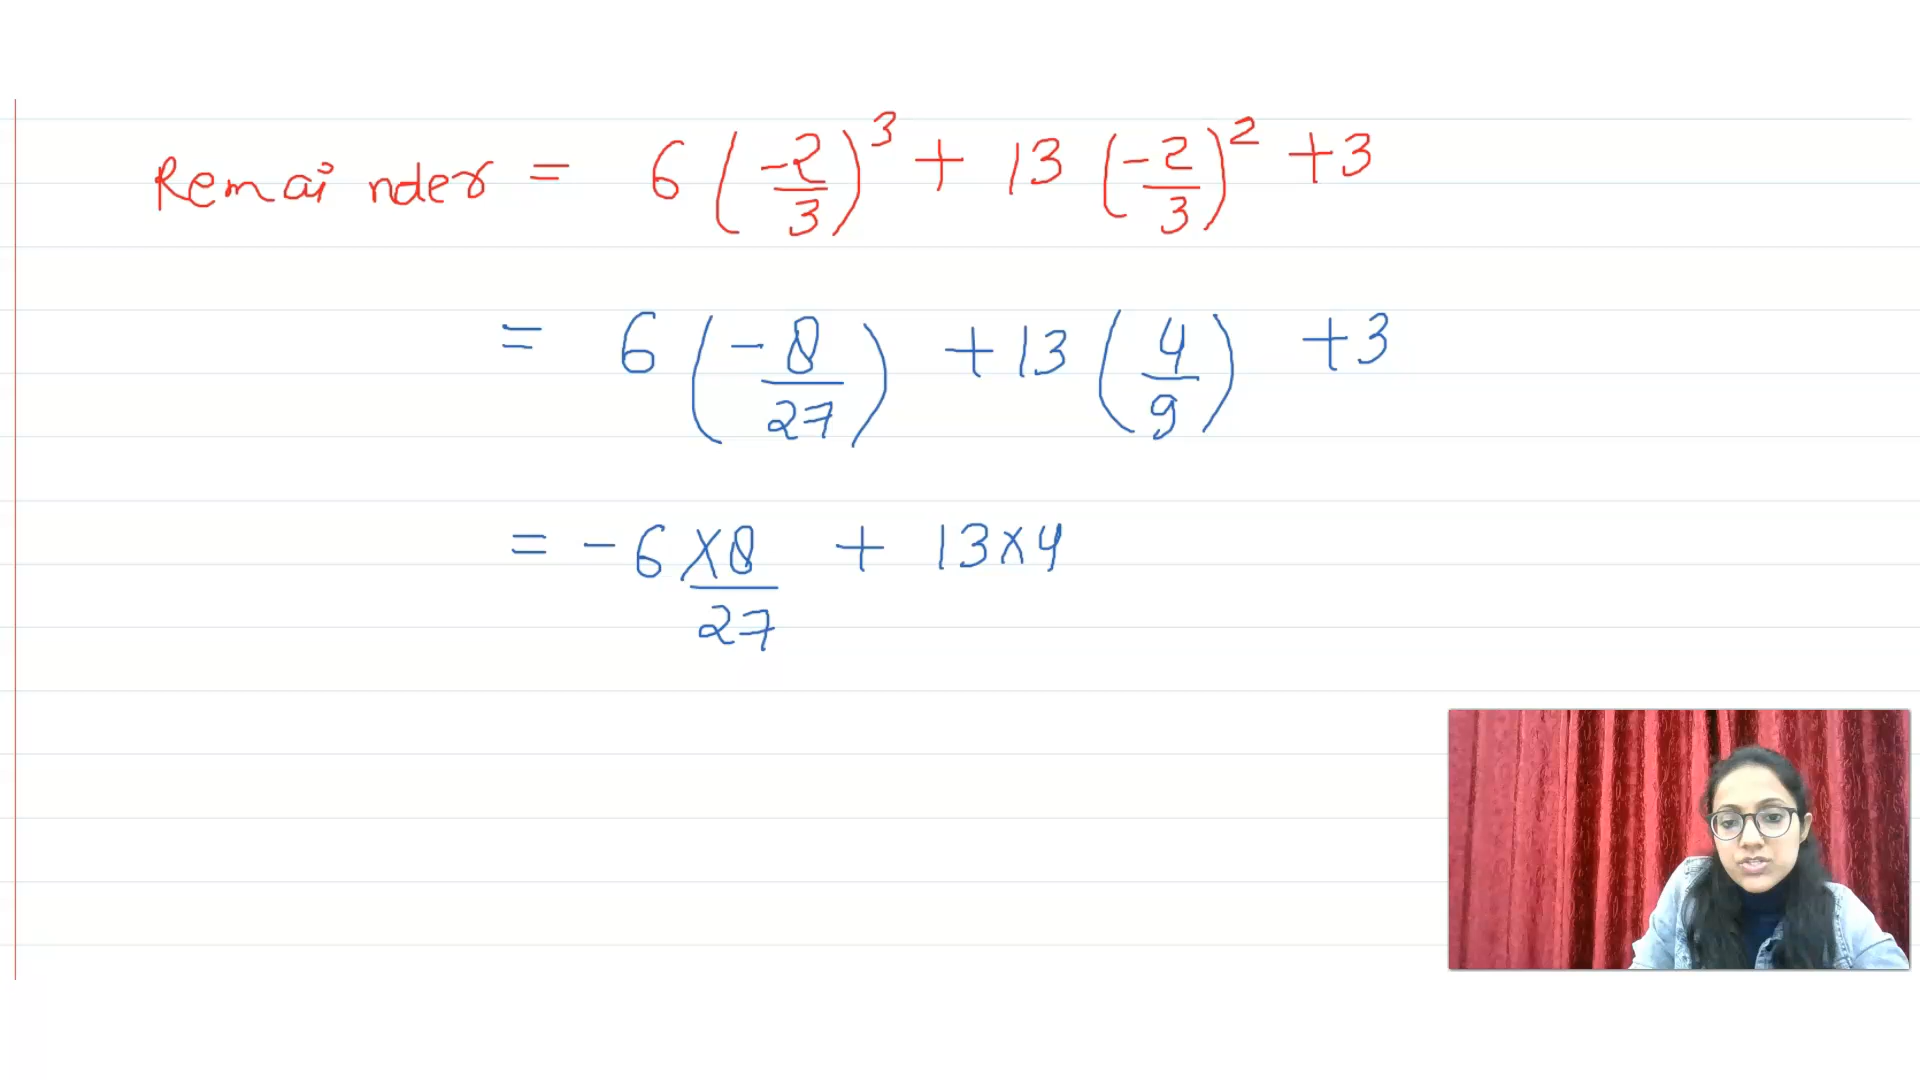 Remainder = 6 (-2/3)^3 + 13 (-2/3)^2 +3
= 6 (-8/27) +13 (4/9) +3
= -6×8/27 + 13×4